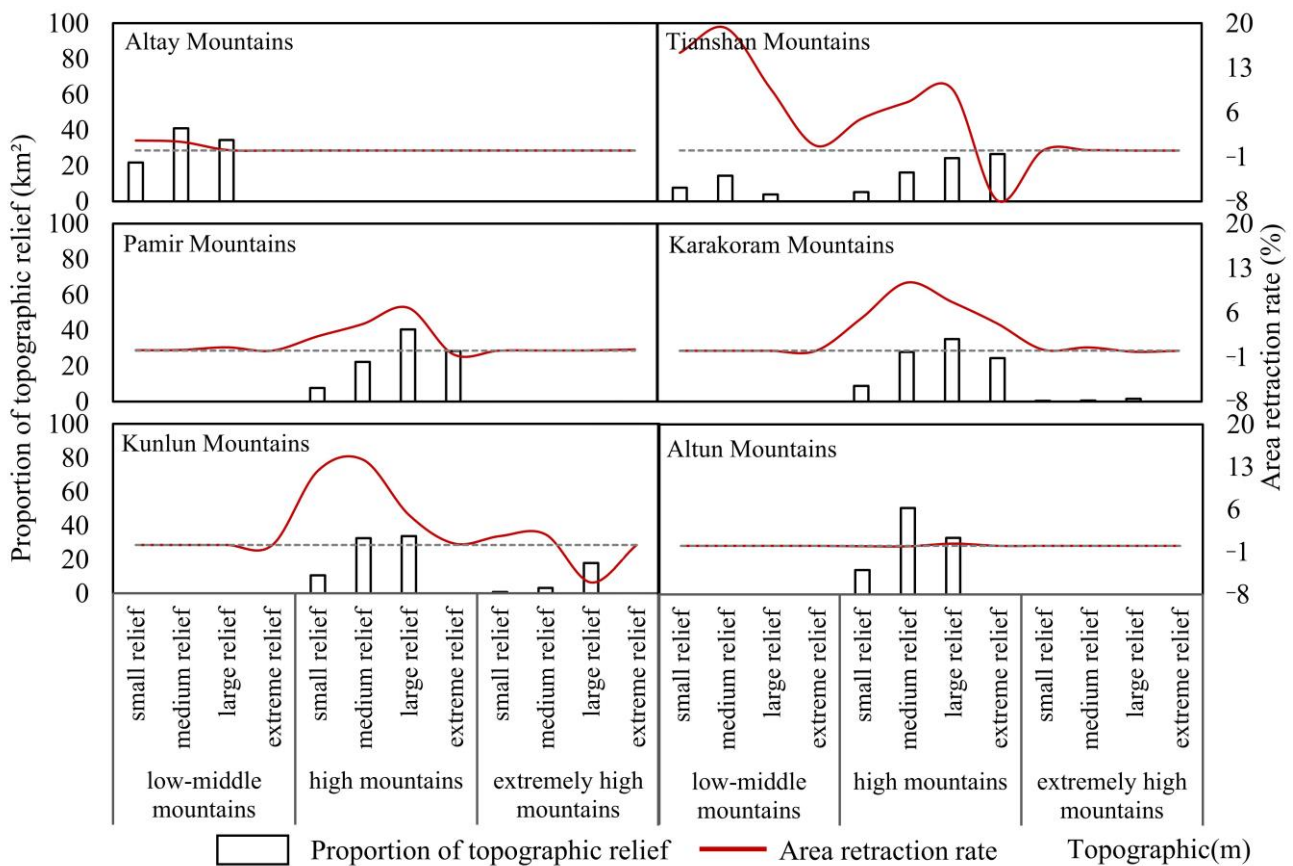 Proportion of topographic relief (km²)
Area retraction rate (%)
100
80
60
40
20
0
Altay Mountains
Tianshan Mountains
20
13
6
-1
-8
100
80
60
40
20
0
Pamir Mountains
Karakoram Mountains
20
13
6
-1
-8
100
80
60
40
20
0
Kunlun Mountains
Altun Mountains
20
13
6
-1
-8
small relief
medium relief
large relief
extreme relief
small relief
medium relief
large relief
extreme relief
small relief
medium relief
large relief
extreme relief
small relief
medium relief
large relief
extreme relief
small relief
medium relief
large relief
extreme relief
small relief
medium relief
large relief
extreme relief
low-middle
mountains
high mountains
extremely high
mountains
low-middle
mountains
high mountains
extremely high
mountains
Proportion of topographic relief
Area retraction rate
Topographic(m)